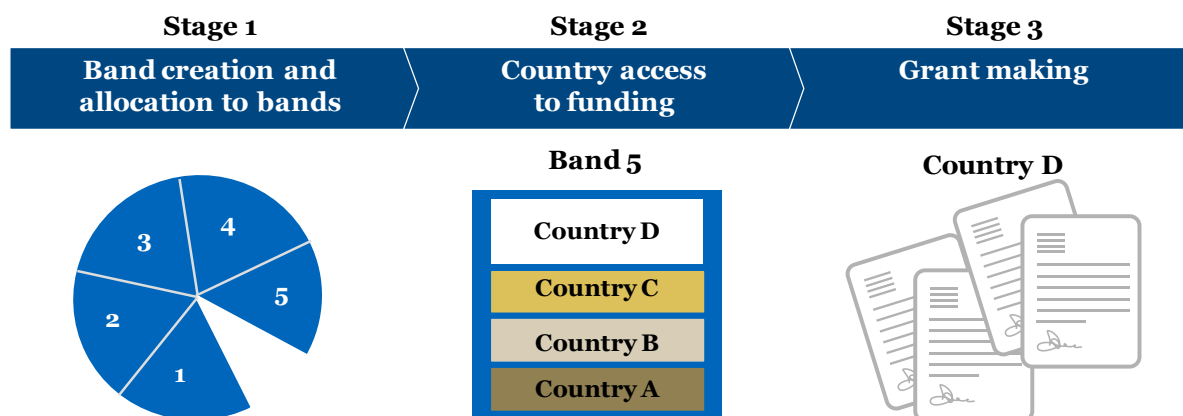 Stage 1
Stage 2
Stage 3
Band creation and
allocation to bands
Country access
to funding
Grant making
1
2
3
4
5
Band 5
Country D
Country C
Country B
Country A
Country D